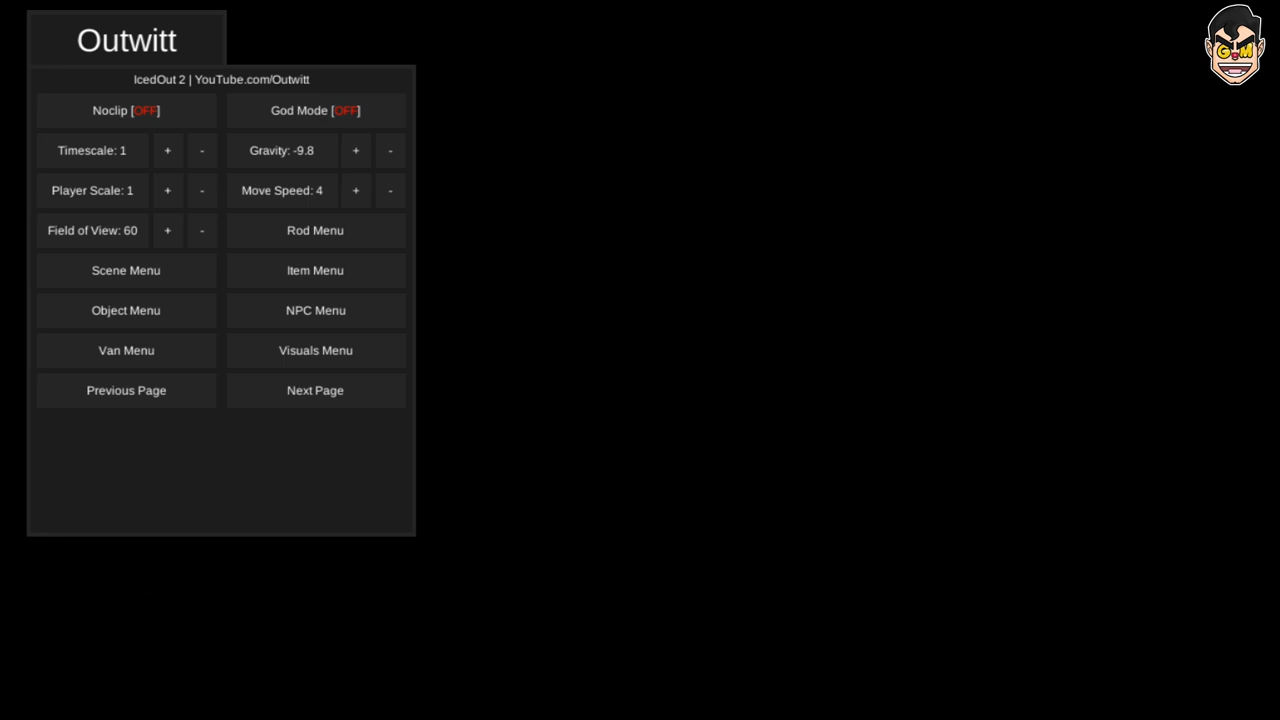 Outwitt
IcedOut 2 | YouTube.com/Outwitt
Noclip [OFF] God Mode [OFF]
Timescale: 1 + - Gravity: -9.8 + -
Player Scale: 1 + - Move Speed: 4 + -
Field of View: 60 + - Rod Menu
Scene Menu Item Menu
Object Menu NPC Menu
Van Menu Visuals Menu
Previous Page Next Page
GOM